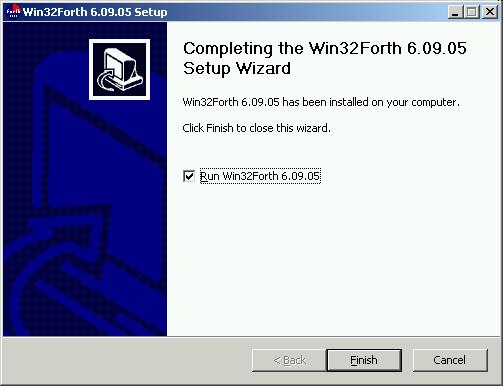 Win32Forth 6.09.05 Setup
Completing the Win32Forth 6.09.05
Setup Wizard
Win32Forth 6.09.05 has been installed on your computer.
Click Finish to close this wizard.
Run Win32Forth 6.09.05
< Back
Finish
Cancel